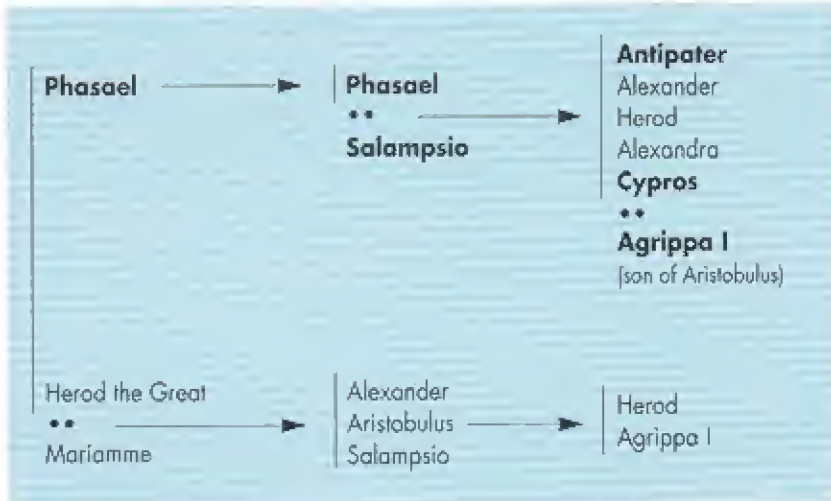 Phasael
Phasael
••
Salampsio
Antipater
Alexander
Herod
Alexandra
Cypros
••
Agrippa I
(son of Aristobulus)
Herod the Great
••
Mariamme
Alexander
Aristobulus
Salampsio
Herod
Agrippa I